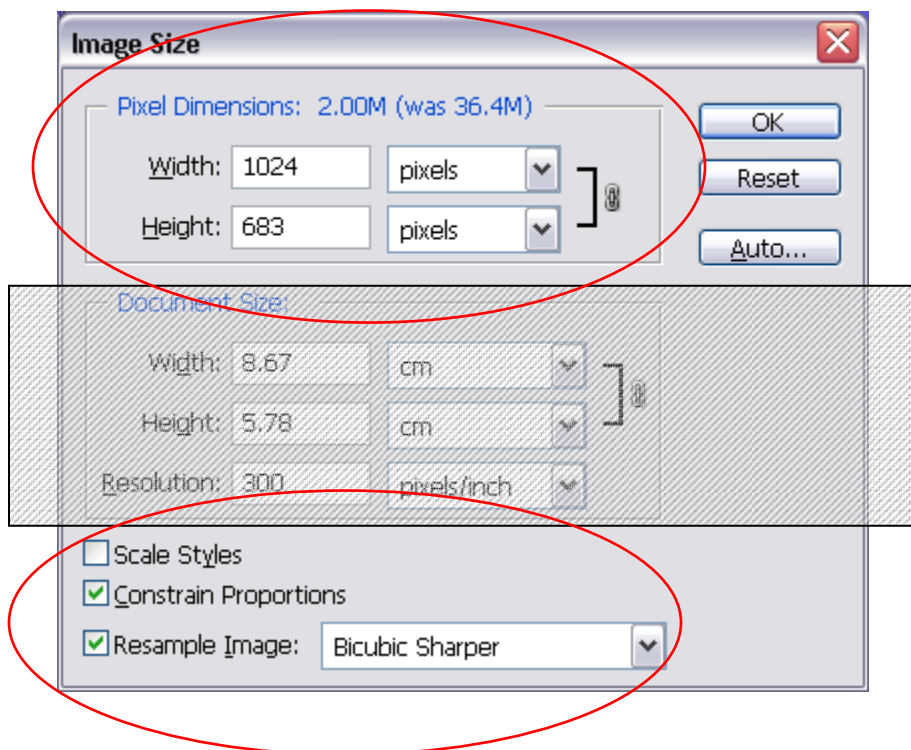 Image Size
Pixel Dimensions: 2.00M (was 36.4M)
OK
Width: 1024 pixels
Reset
Height: 683 pixels
Auto...
Document Size:
Width: 8.67 cm
Height: 5.78 cm
Resolution: 300 pixels/inch
Scale Styles
Constrain Proportions
Resample Image: Bicubic Sharper